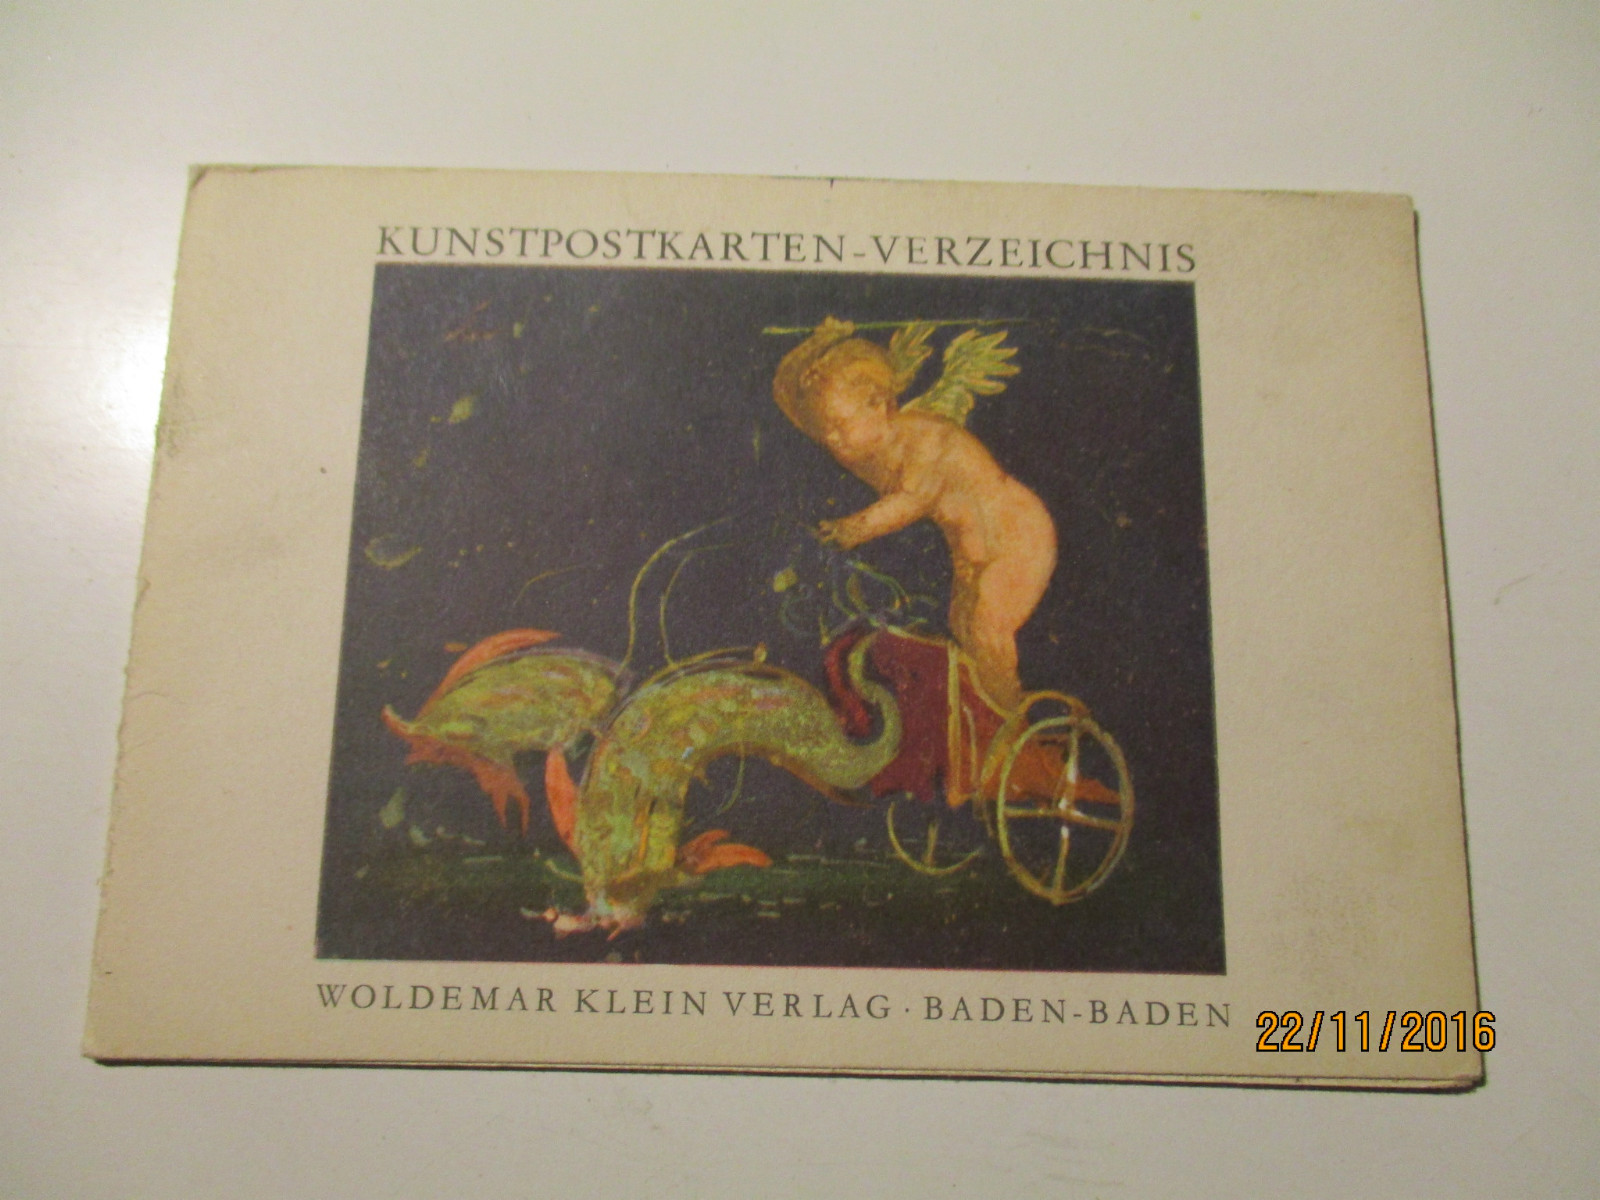 KUNSTPOSTKARTEN-VERZEICHNIS
WOLDEMAR KLEIN VERLAG · BADEN-BADEN
22/11/2016